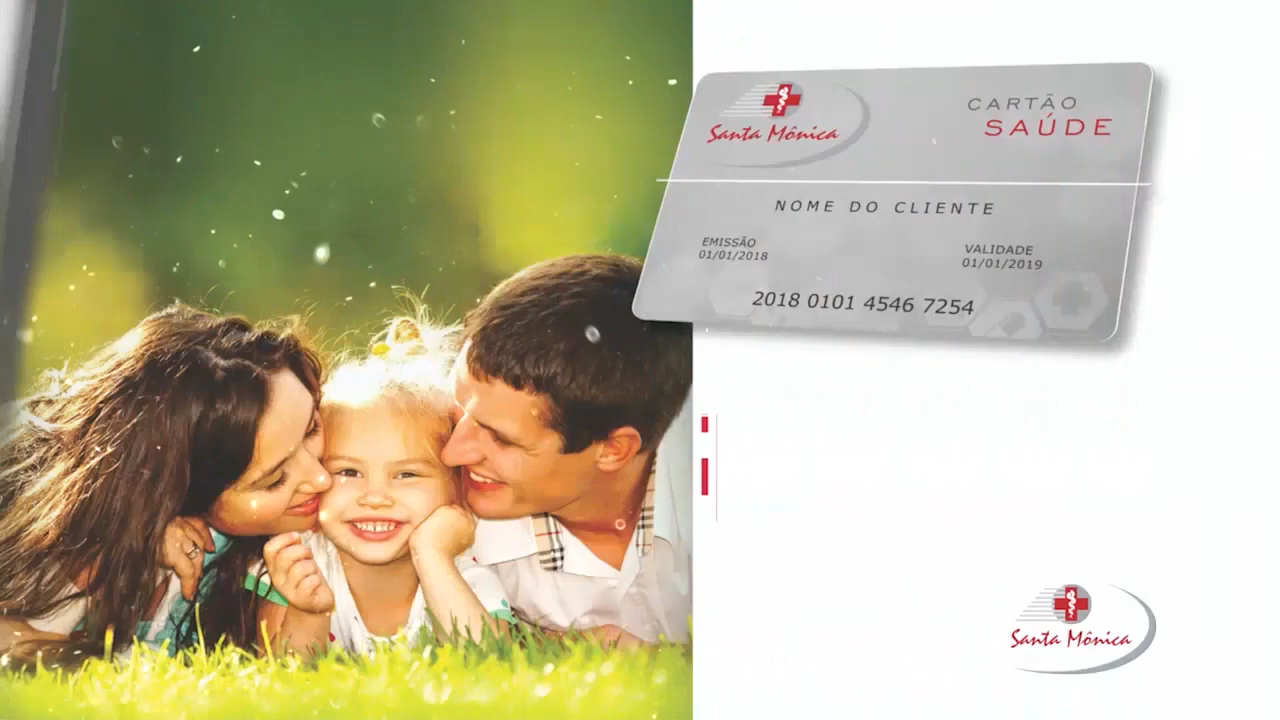 Santa Mônica
CARTÃO
SAÚDE
NOME DO CLIENTE
EMISSÃO
01/01/2018
VALIDADE
01/01/2019
2018 0101 4546 7254
Santa Mônica